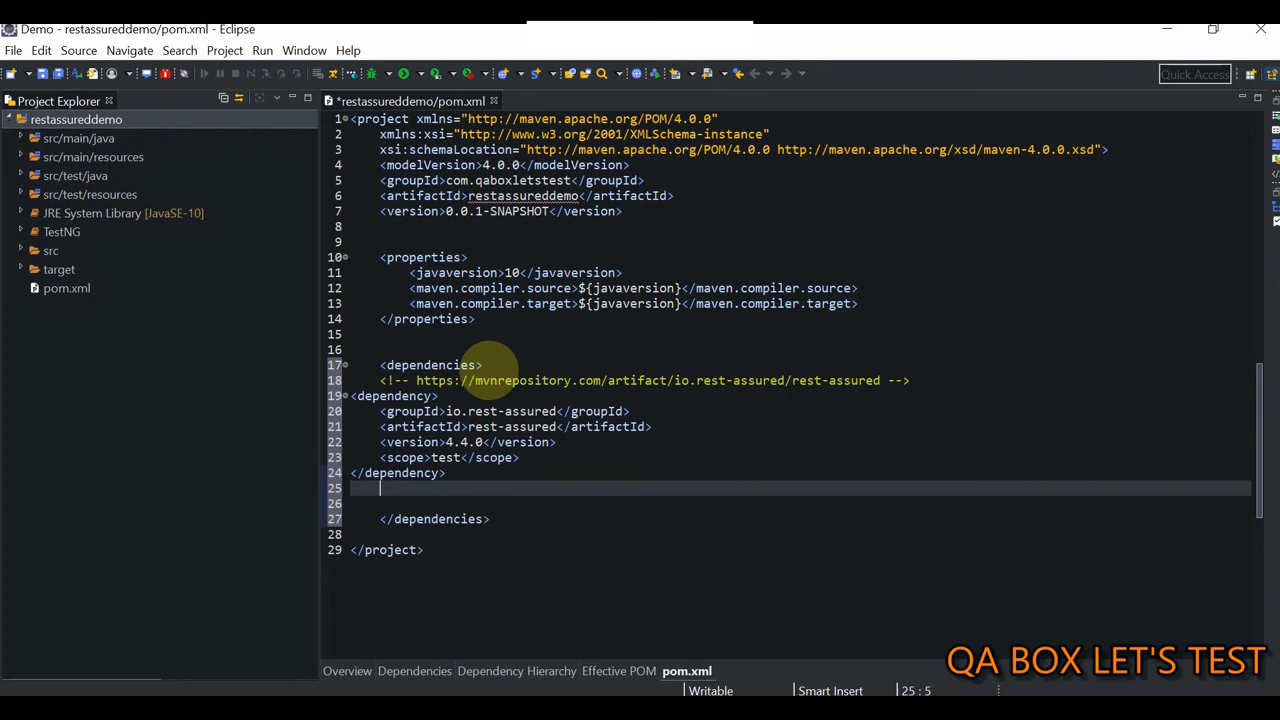 Demo - restassureddemo/pom.xml - Eclipse
File Edit Source Navigate Search Project Run Window Help
Quick Access
Project Explorer
*restassureddemo/pom.xml
restassureddemo
src/main/java
src/main/resources
src/test/java
src/test/resources
JRE System Library [JavaSE-10]
TestNG
src
target
pom.xml
1 <project xmlns="http://maven.apache.org/POM/4.0.0"
2 xmlns:xsi="http://www.w3.org/2001/XMLSchema-instance"
3 xsi:schemaLocation="http://maven.apache.org/POM/4.0.0 http://maven.apache.org/xsd/maven-4.0.0.xsd">
4 <modelVersion>4.0.0</modelVersion>
5 <groupId>com.qaboxletstest</groupId>
6 <artifactId>restassureddemo</artifactId>
7 <version>0.0.1-SNAPSHOT</version>
8
9
10 <properties>
11 <javaversion>10</javaversion>
12 <maven.compiler.source>${javaversion}</maven.compiler.source>
13 <maven.compiler.target>${javaversion}</maven.compiler.target>
14 </properties>
15
16
17 <dependencies>
18 <!-- https://mvnrepository.com/artifact/io.rest-assured/rest-assured -->
19 <dependency>
20 <groupId>io.rest-assured</groupId>
21 <artifactId>rest-assured</artifactId>
22 <version>4.4.0</version>
23 <scope>test</scope>
24 </dependency>
25
26
27 </dependencies>
28
29 </project>
QA BOX LET'S TEST
Overview Dependencies Dependency Hierarchy Effective POM pom.xml
Writable Smart Insert 25 : 5